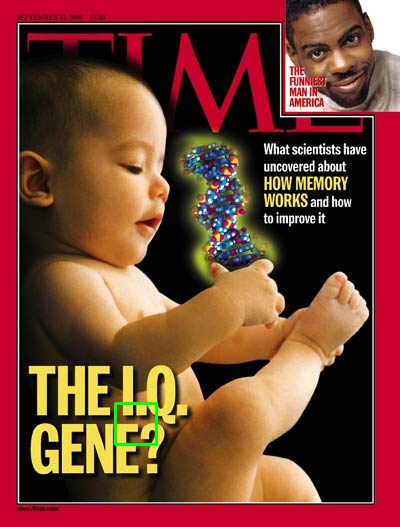 SEPTEMBER 13, 1999 $3.50
TIME
THE
FUNNIEST
MAN IN
AMERICA
What scientists have
uncovered about
HOW MEMORY
WORKS and how
to improve it
THE I.Q.
GENE?
www.time.com